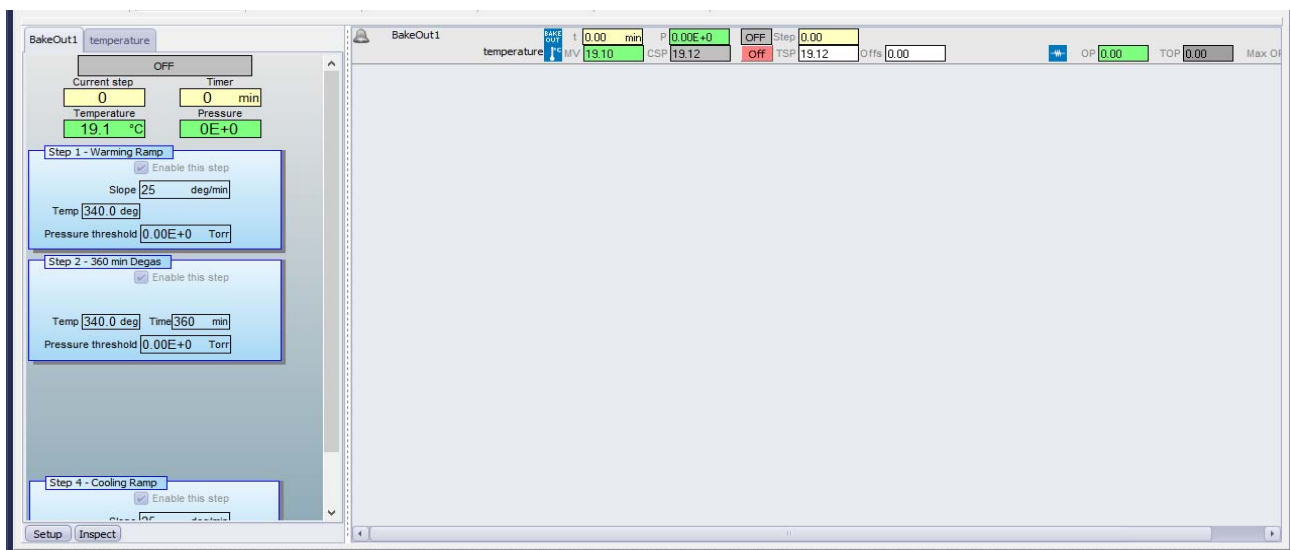 BakeOut1 temperature
OFF
Current step Timer
0 0 min
Temperature Pressure
19.1 °C 0E+0
Step 1 - Warming Ramp
Enable this step
Slope 25 deg/min
Temp 340.0 deg
Pressure threshold 0.00E+0 Torr
Step 2 - 360 min Degas
Enable this step
Temp 340.0 deg Time 360 min
Pressure threshold 0.00E+0 Torr
Step 4 - Cooling Ramp
Enable this step
Setup Inspect
BakeOut1 BAKE OUT t 0.00 min P 0.00E+0 OFF Step 0.00
temperature °C MV 19.10 CSP 19.12 Off TSP 19.12 Offs 0.00 OP 0.00 TOP 0.00 Max